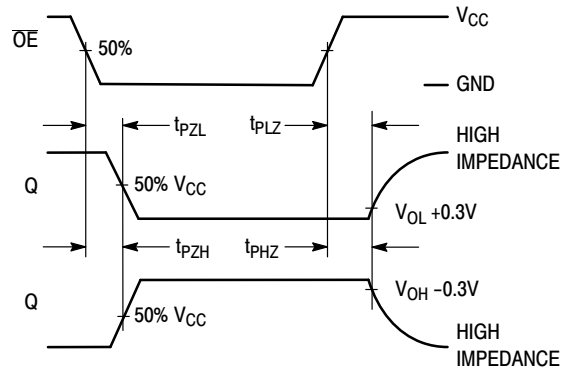 OE
50%
VCC
GND
tPZL
tPLZ
HIGH
IMPEDANCE
Q
50% VCC
VOL +0.3V
tPZH
tPHZ
VOH −0.3V
Q
50% VCC
HIGH
IMPEDANCE